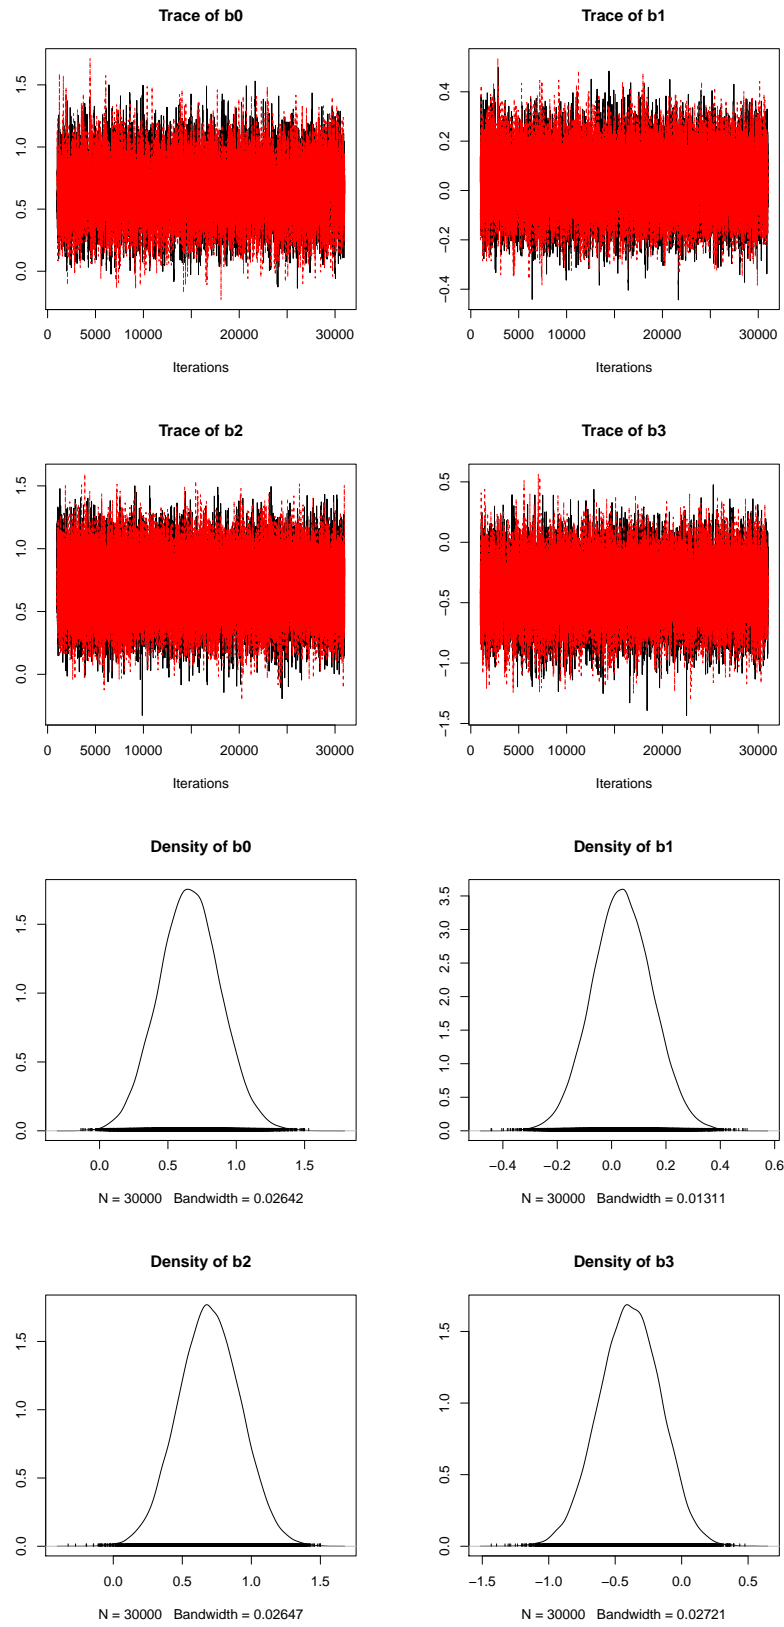 Trace of b0
Trace of b1
0.0 0.5 1.0 1.5
0 5000 10000 20000 30000
Iterations
−0.4 −0.2 0.0 0.2 0.4
0 5000 10000 20000 30000
Iterations
Trace of b2
Trace of b3
0.0 0.5 1.0 1.5
0 5000 10000 20000 30000
Iterations
−1.5 −1.0 −0.5 0.0 0.5
0 5000 10000 20000 30000
Iterations
Density of b0
Density of b1
0.0 0.5 1.0 1.5
0.0 0.5 1.0 1.5
N = 30000 Bandwidth = 0.02642
0.0 0.5 1.0 1.5 2.0 2.5 3.0 3.5
−0.4 −0.2 0.0 0.2 0.4 0.6
N = 30000 Bandwidth = 0.01311
Density of b2
Density of b3
0.0 0.5 1.0 1.5
0.0 0.5 1.0 1.5
N = 30000 Bandwidth = 0.02647
0.0 0.5 1.0 1.5
−1.5 −1.0 −0.5 0.0 0.5
N = 30000 Bandwidth = 0.02721